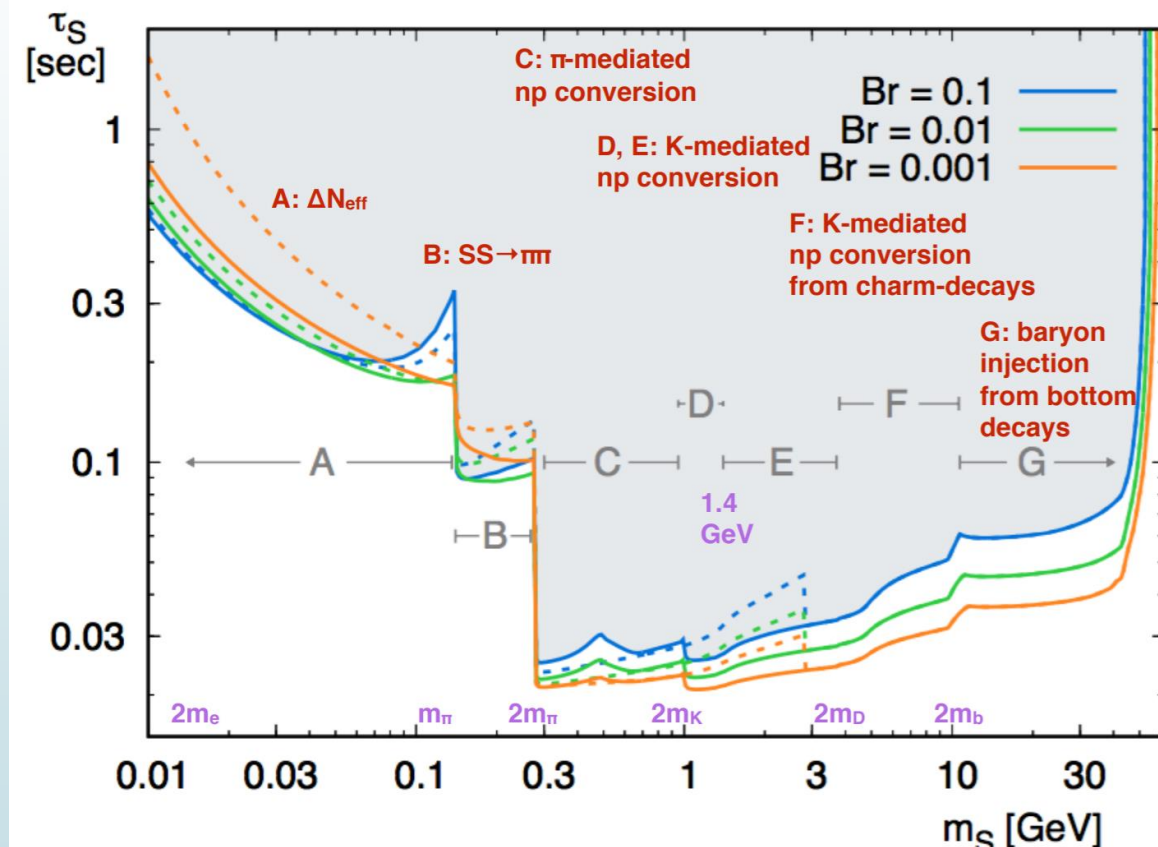 τS
[sec]
C: π-mediated
np conversion
Br = 0.1
Br = 0.01
Br = 0.001
D, E: K-mediated
np conversion
A: ΔNeff
B: SS→ππ
F: K-mediated
np conversion
from charm-decays
G: baryon
injection
from bottom
decays
1
0.3
0.1
0.03
A
B
C
D
E
F
G
1.4
GeV
2me
mπ
2mπ
2mK
2mD
2mb
0.01
0.03
0.1
0.3
1
3
10
30
mS [GeV]